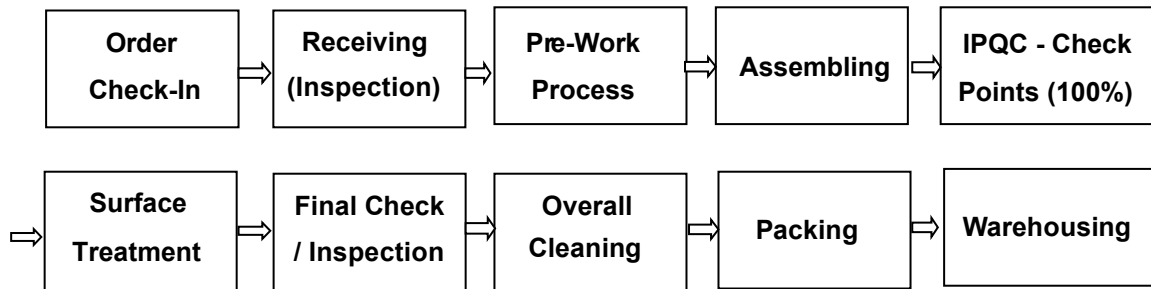 Order
Check-In
Receiving
(Inspection)
Pre-Work
Process
Assembling
IPQC - Check
Points (100%)
Surface
Treatment
Final Check
/ Inspection
Overall
Cleaning
Packing
Warehousing